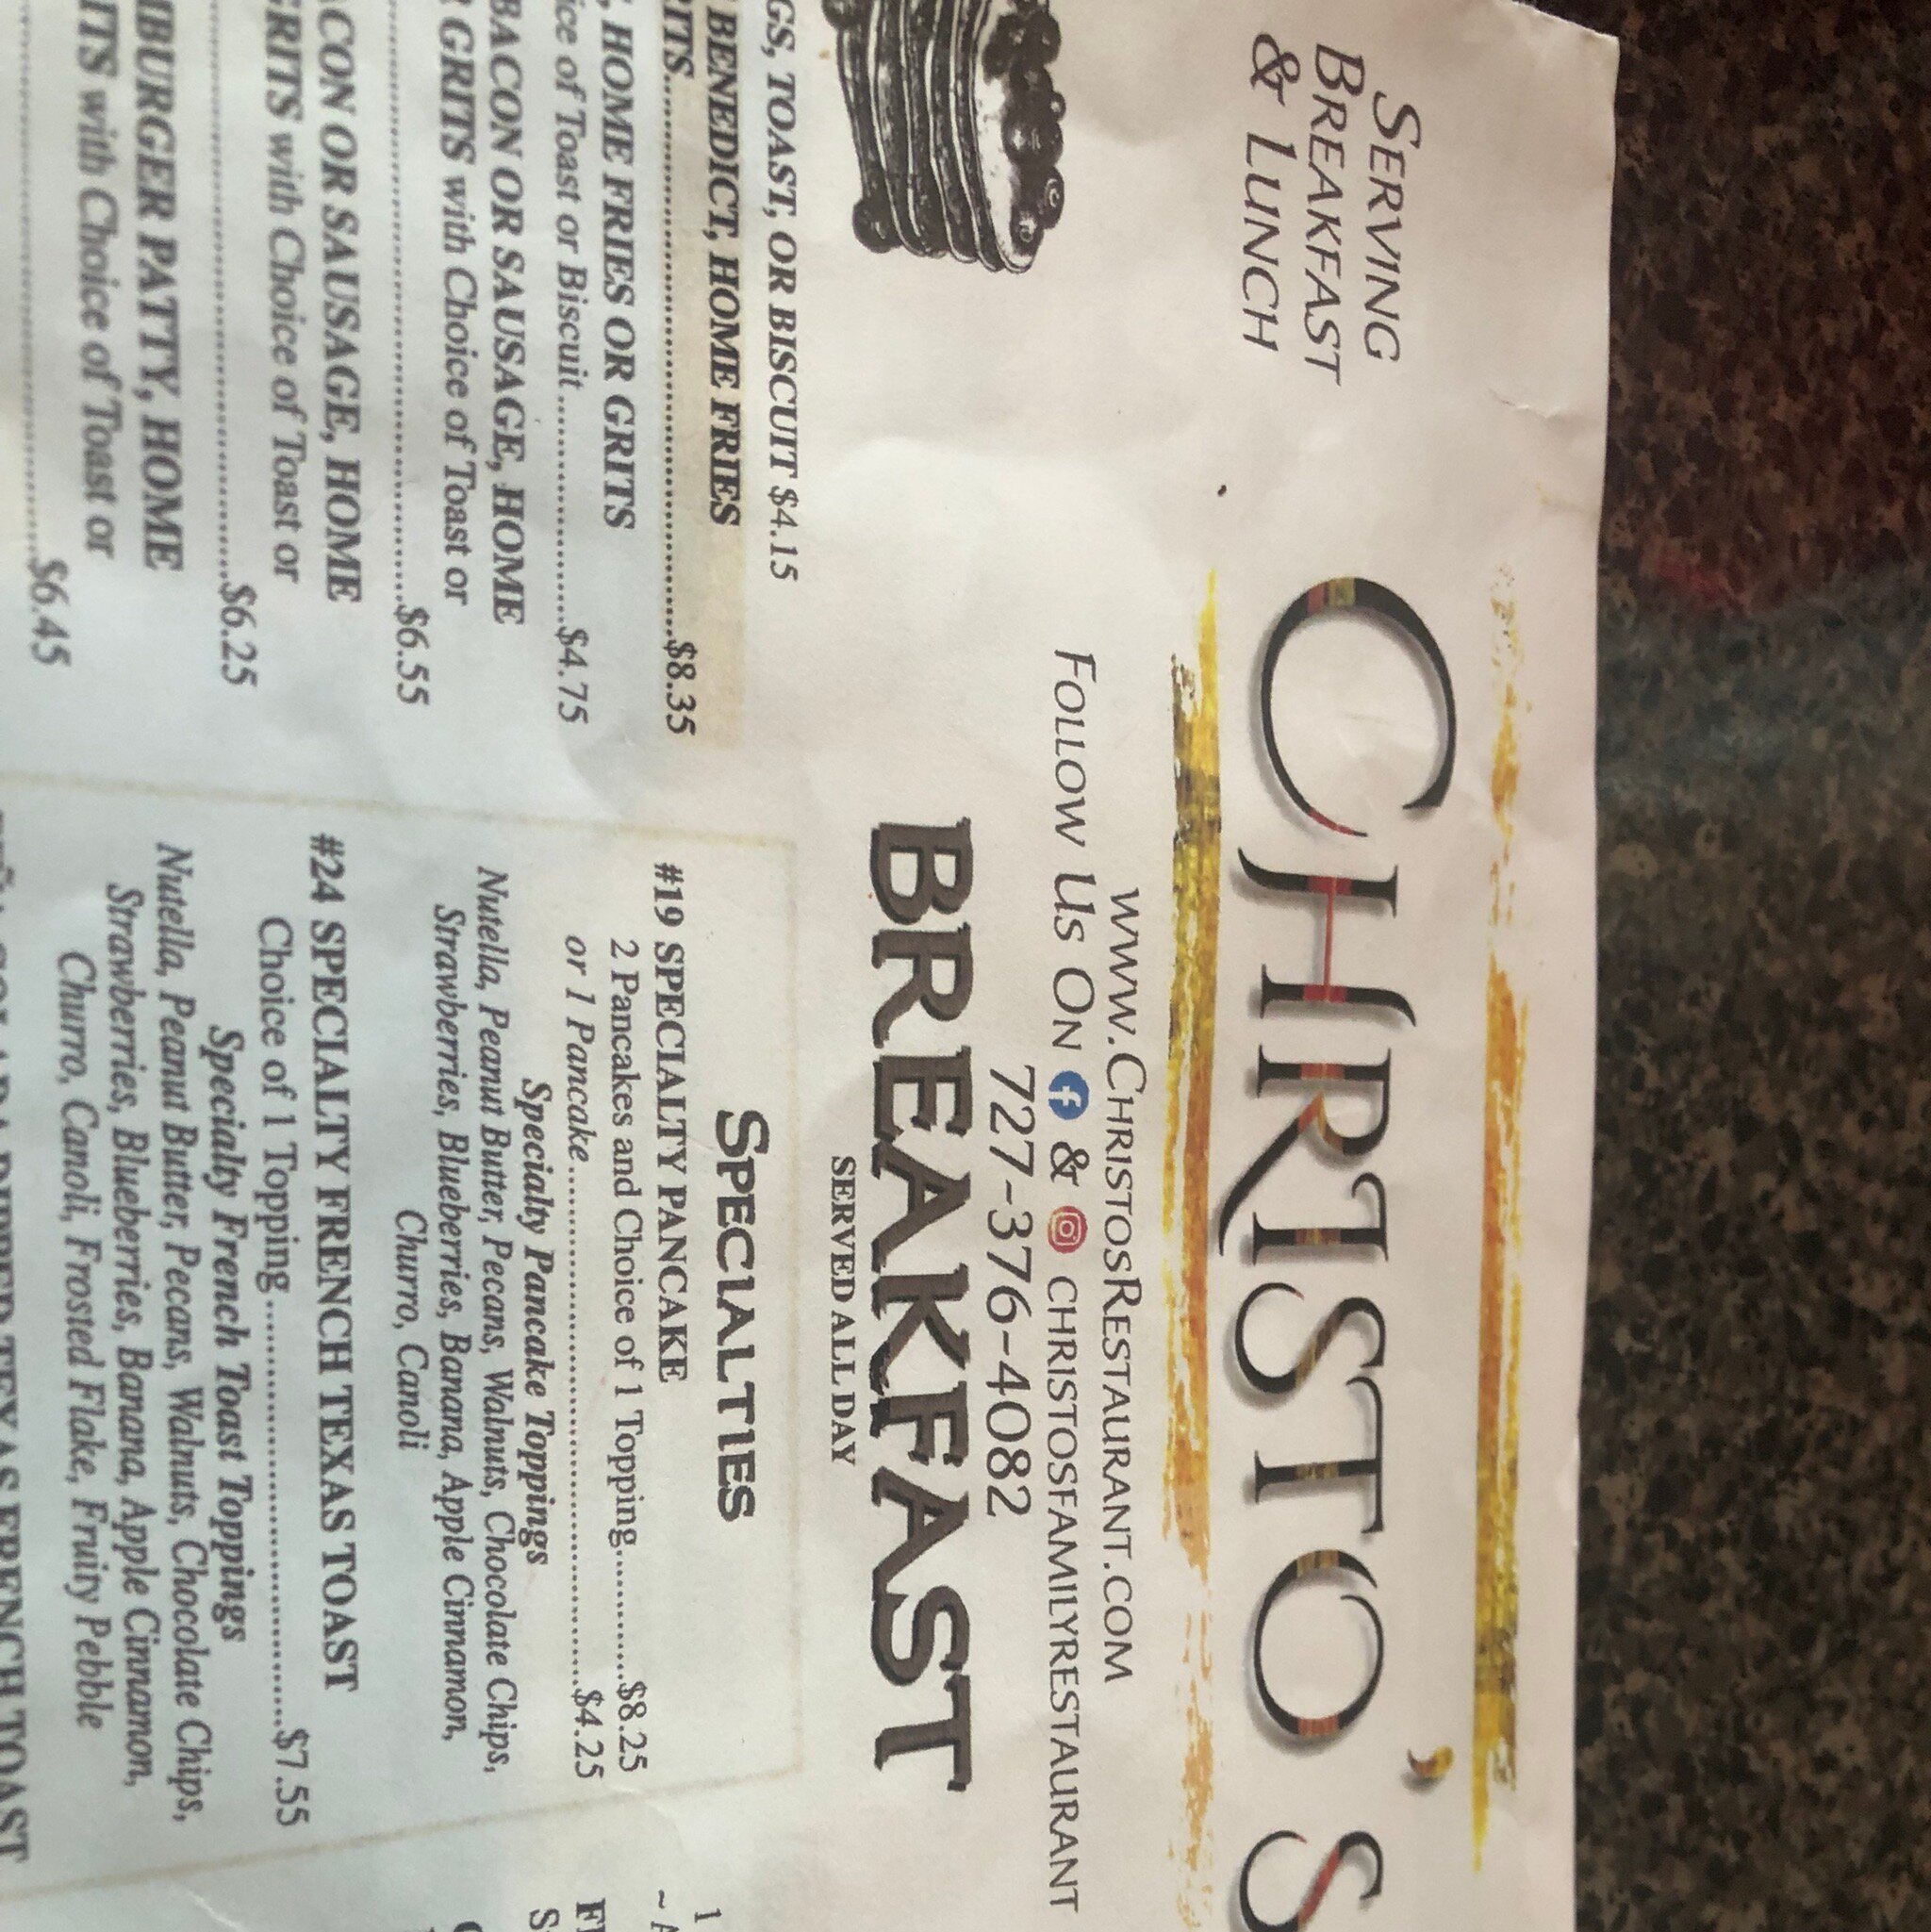 SERVING
BREAKFAST
& LUNCH
CHRISTO'S
WWW.CHRISTOSRESTAURANT.COM
FOLLOW US ON & CHRISTOSFAMILYRESTAURANT
727-376-4082
BREAKFAST
SERVED ALL DAY
GS, TOAST, OR BISCUIT $4.15
BENEDICT, HOME FRIES
ITS..........$8.35
, HOME FRIES OR GRITS
ice of Toast or Biscuit..........$4.75
BACON OR SAUSAGE, HOME
GRITS with Choice of Toast or
..........$6.55
ACON OR SAUSAGE, HOME
GRITS with Choice of Toast or
..........$6.25
MBURGER PATTY, HOME
ITS with Choice of Toast or
..........$6.45
SPECIALTIES
#19 SPECIALTY PANCAKE
2 Pancakes and Choice of 1 Topping..........$8.25
or 1 Pancake..........$4.25
Specialty Pancake Toppings
Nutella, Peanut Butter, Pecans, Walnuts, Chocolate Chips,
Strawberries, Blueberries, Banana, Apple Cinnamon,
Churro, Canoli
#24 SPECIALTY FRENCH TEXAS TOAST
Choice of 1 Topping..........$7.55
Specialty French Toast Toppings
Nutella, Peanut Butter, Pecans, Walnuts, Chocolate Chips,
Strawberries, Blueberries, Banana, Apple Cinnamon,
Churro, Canoli, Frosted Flake, Fruity Pebble
TEXAS FRENCH TOAST